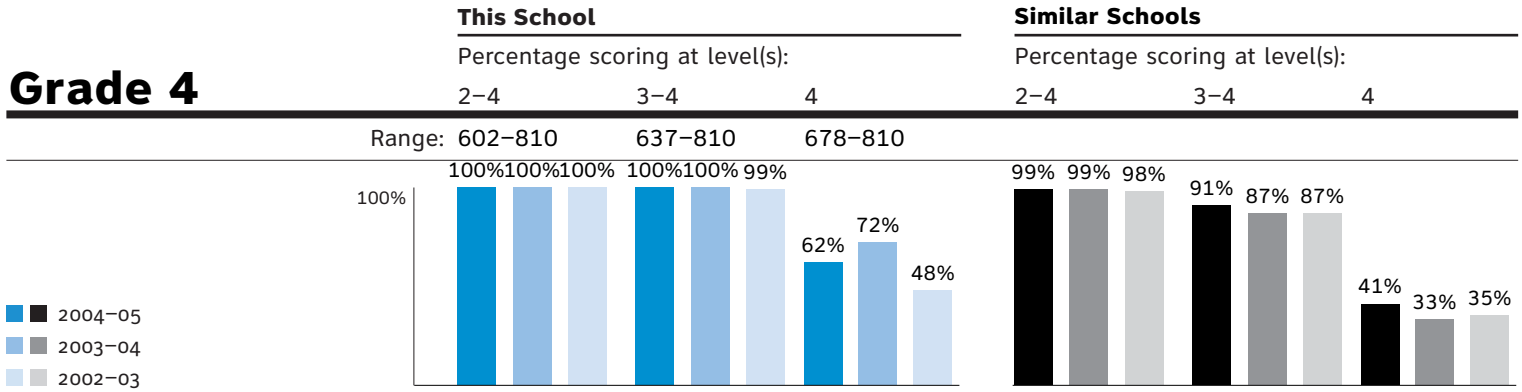 This School Similar Schools
Percentage scoring at level(s): Percentage scoring at level(s):
Grade 4 2–4 3–4 4 2–4 3–4 4
Range: 602–810 637–810 678–810
100% 100% 100% 100% 100% 99% 99% 99% 98% 91% 87% 87%
100%
62% 72% 48% 41% 33% 35%
2004–05
2003–04
2002–03